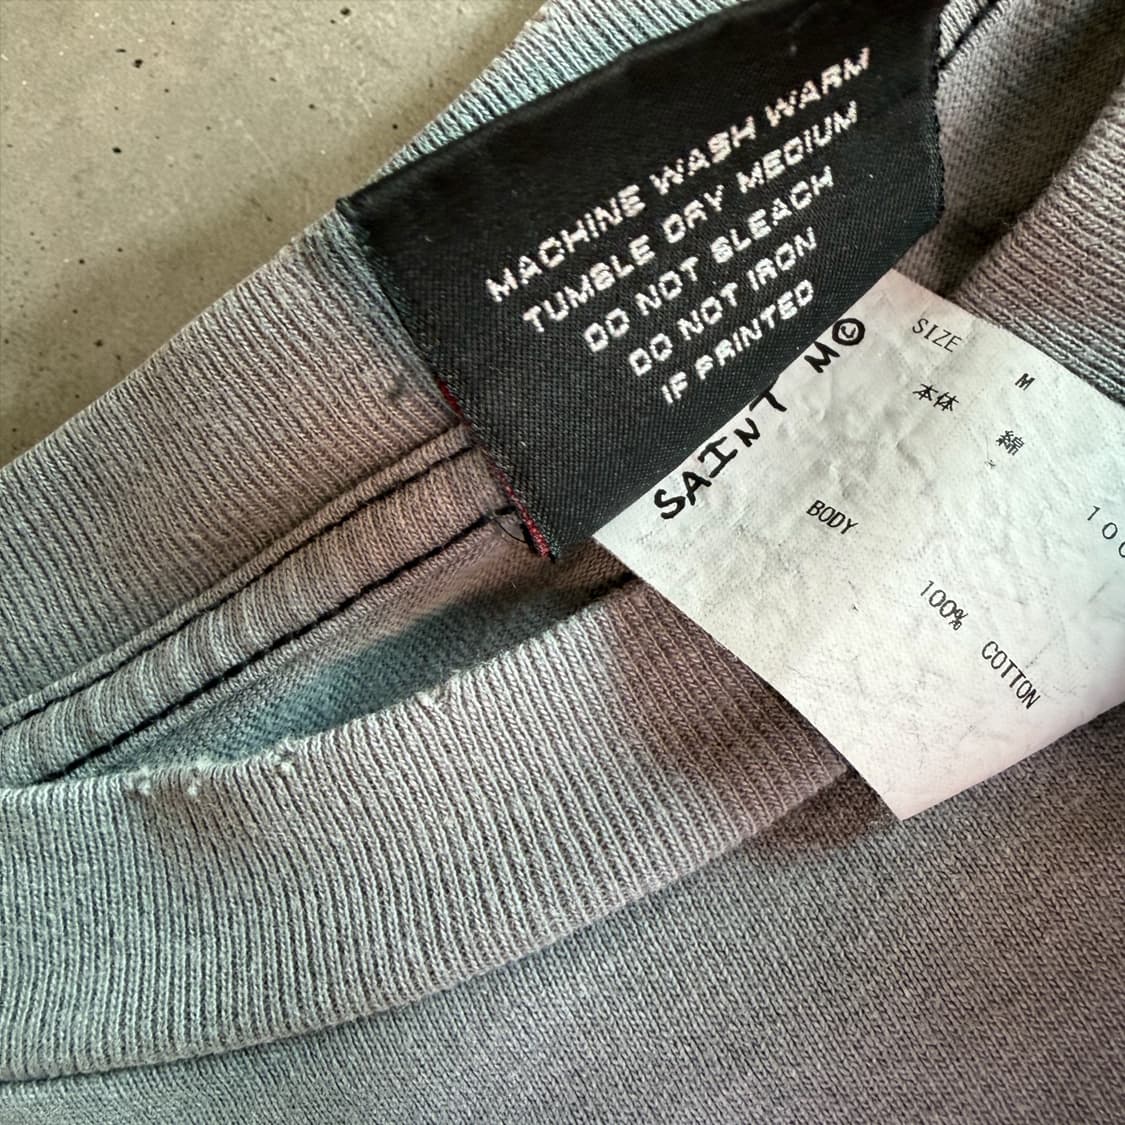 MACHINE WASH WARM
TUMBLE DRY MEDIUM
DO NOT BLEACH
DO NOT IRON
IF PRINTED
SAINT M
SIZE M
本体 綿 100
BODY
100% COTTON